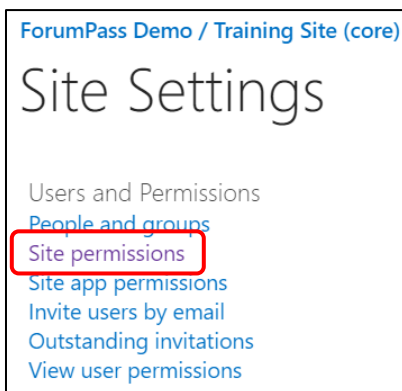 ForumPass Demo / Training Site (core)
Site Settings
Users and Permissions
People and groups
Site permissions
Site app permissions
Invite users by email
Outstanding invitations
View user permissions